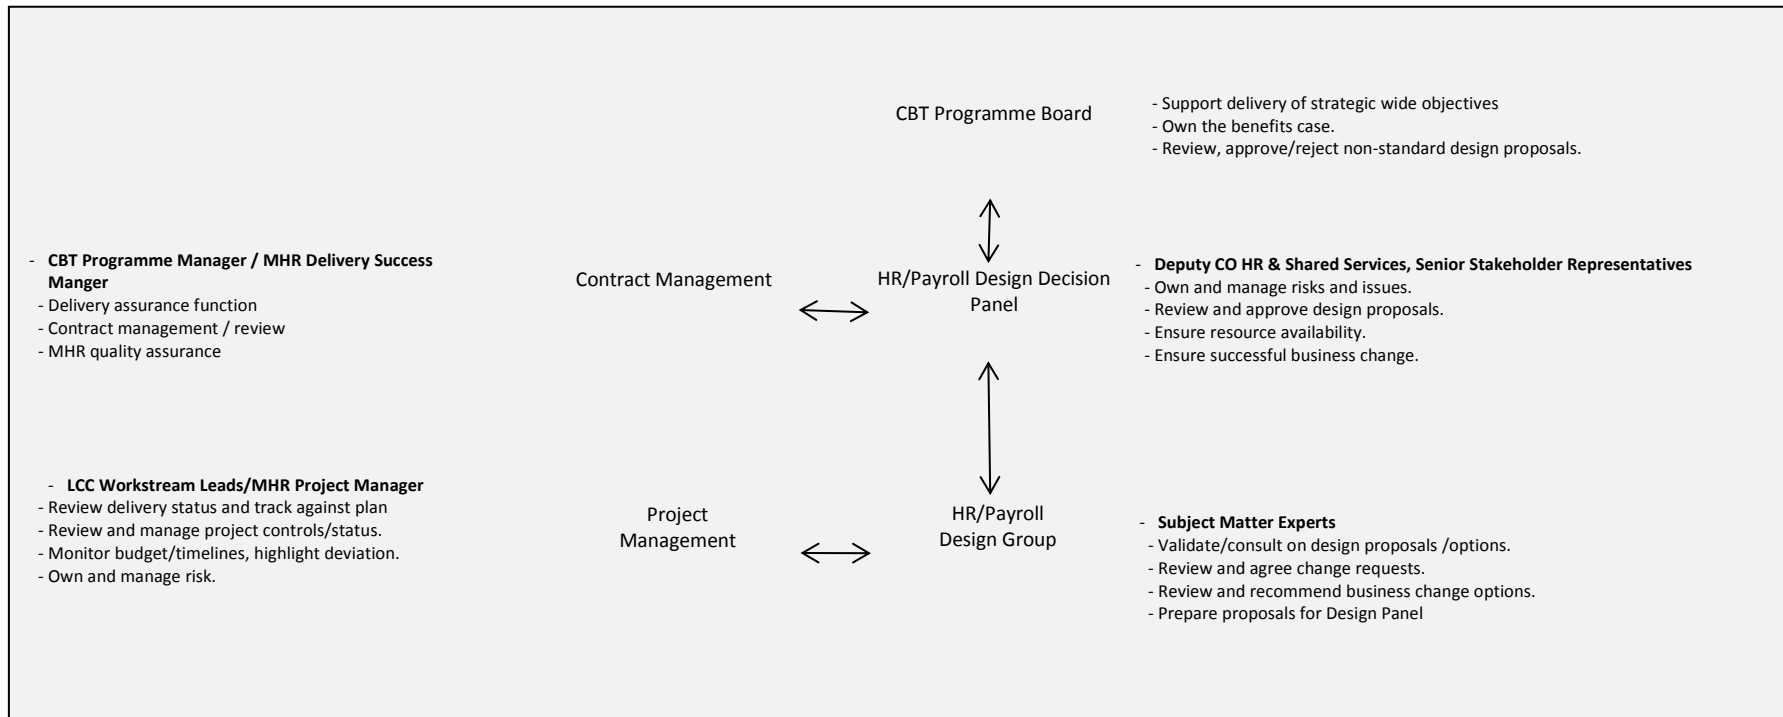 CBT Programme Board
- Support delivery of strategic wide objectives
- Own the benefits case.
- Review, approve/reject non-standard design proposals.
- CBT Programme Manager / MHR Delivery Success
Manger
- Delivery assurance function
- Contract management / review
- MHR quality assurance
Contract Management
HR/Payroll Design Decision
Panel
- Deputy CO HR & Shared Services, Senior Stakeholder Representatives
- Own and manage risks and issues.
- Review and approve design proposals.
- Ensure resource availability.
- Ensure successful business change.
- LCC Workstream Leads/MHR Project Manager
- Review delivery status and track against plan
- Review and manage project controls/status.
- Monitor budget/timelines, highlight deviation.
- Own and manage risk.
Project
Management
HR/Payroll
Design Group
- Subject Matter Experts
- Validate/consult on design proposals /options.
- Review and agree change requests.
- Review and recommend business change options.
- Prepare proposals for Design Panel